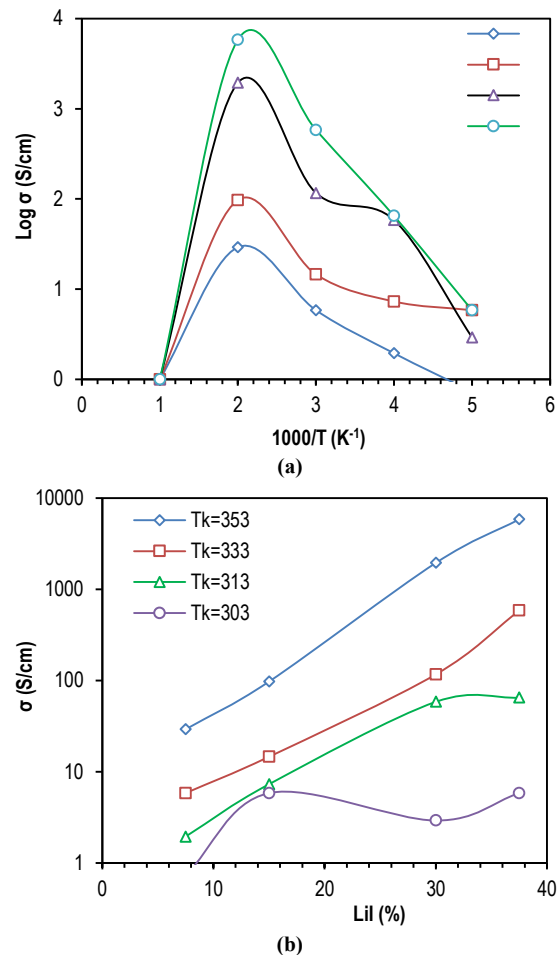 4
3
2
1
0
Log σ (S/cm)
0 1 2 3 4 5 6
1000/T (K⁻¹)
(a)
10000
1000
100
10
1
σ (S/cm)
Tk=353
Tk=333
Tk=313
Tk=303
0 10 20 30 40
LiI (%)
(b)